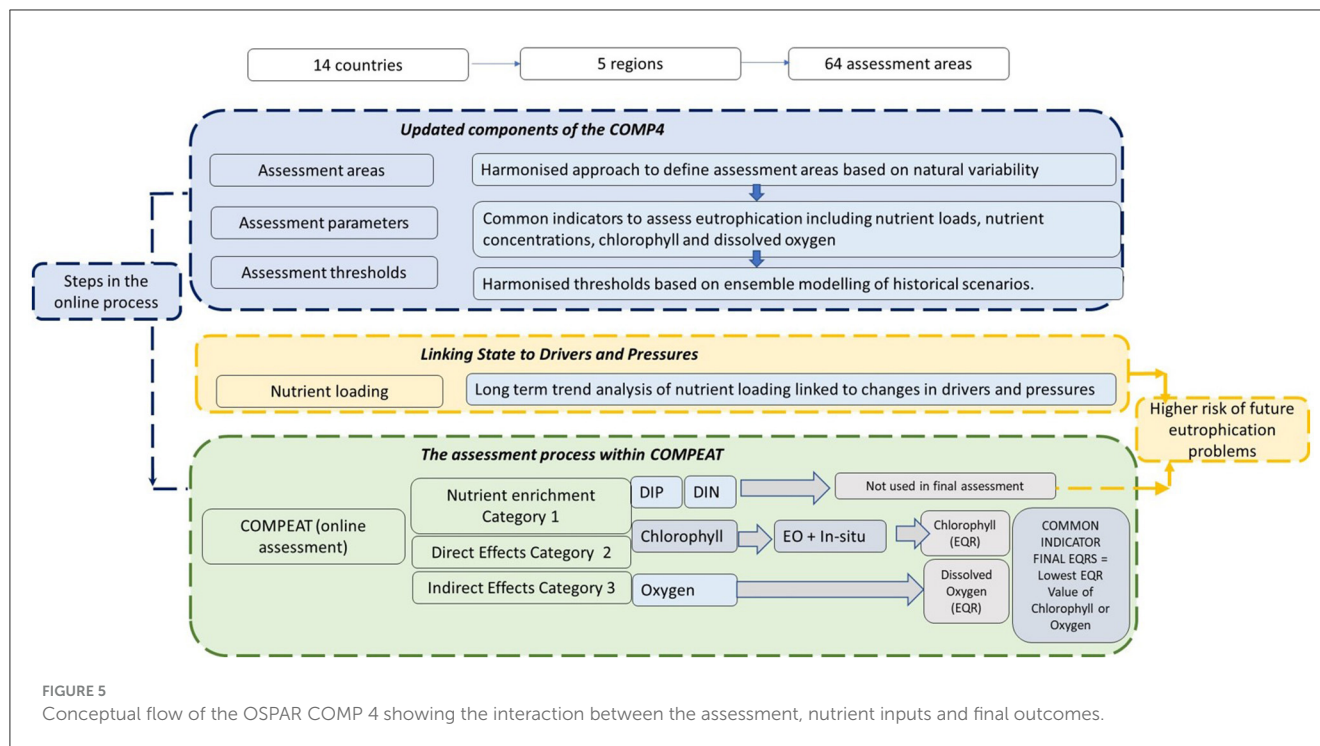 14 countries
5 regions
64 assessment areas
Updated components of the COMP4
Assessment areas
Harmonised approach to define assessment areas based on natural variability
Assessment parameters
Common indicators to assess eutrophication including nutrient loads, nutrient
concentrations, chlorophyll and dissolved oxygen
Assessment thresholds
Harmonised thresholds based on ensemble modelling of historical scenarios.
Steps in the
online process
Linking State to Drivers and Pressures
Nutrient loading
Long term trend analysis of nutrient loading linked to changes in drivers and pressures
Higher risk of future
eutrophication
problems
The assessment process within COMPEAT
COMPEAT (online
assessment)
Nutrient enrichment
Category 1
DIP
DIN
Not used in final assessment
Direct Effects Category 2
Chlorophyll
EO + In-situ
Chlorophyll
(EQR)
Indirect Effects Category 3
Oxygen
Dissolved
Oxygen
(EQR)
COMMON
INDICATOR
FINAL EQRS =
Lowest EQR
Value of
Chlorophyll or
Oxygen
FIGURE 5
Conceptual flow of the OSPAR COMP 4 showing the interaction between the assessment, nutrient inputs and final outcomes.